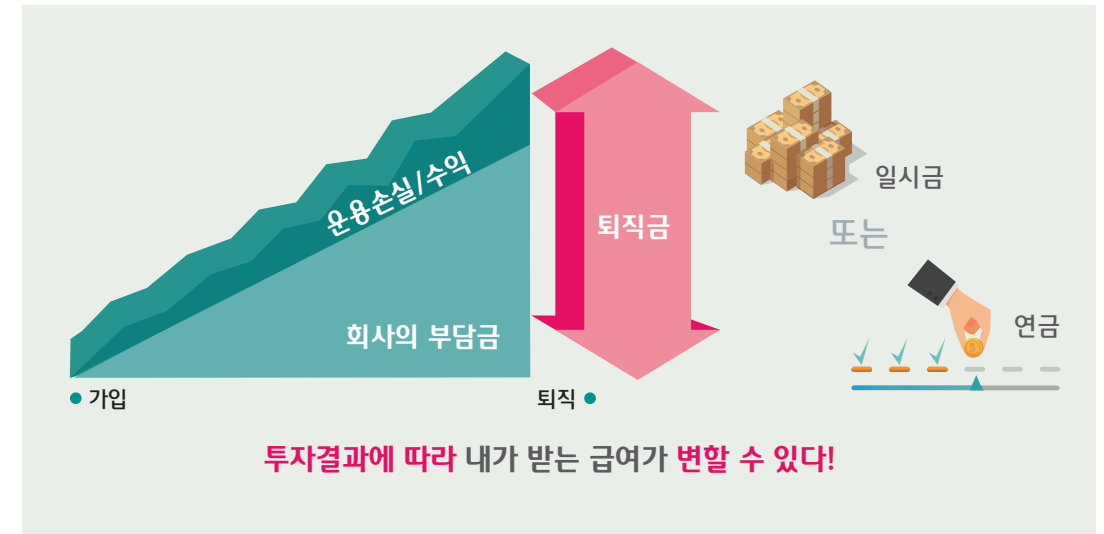 운용손실/수익
회사의 부담금
퇴직금
일시금
또는
연금
가입
퇴직
투자결과에 따라 내가 받는 급여가 변할 수 있다!